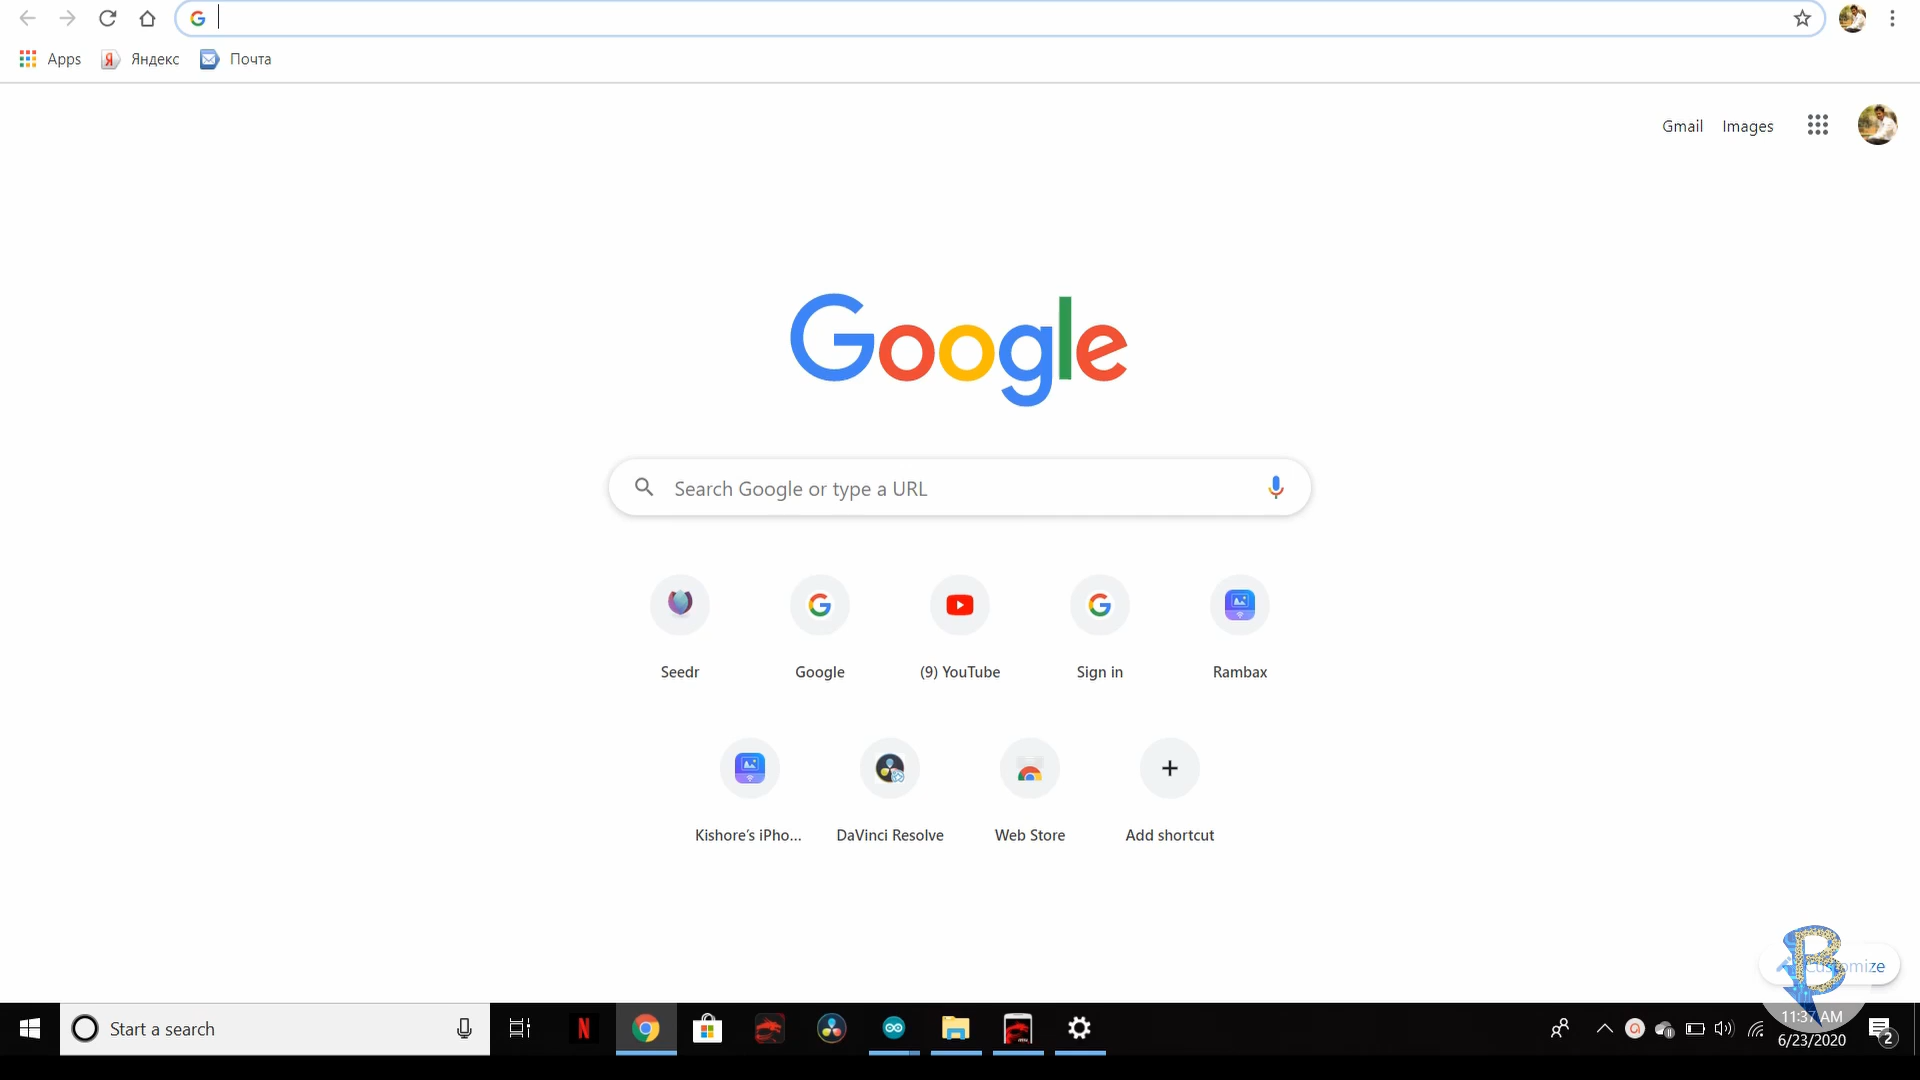 Apps Яндекс Почта
Gmail Images
Google
Search Google or type a URL
Seedr Google (9) YouTube Sign in Rambax
Kishore's iPho... DaVinci Resolve Web Store Add shortcut
Customize
Start a search
11:37 AM
6/23/2020
2